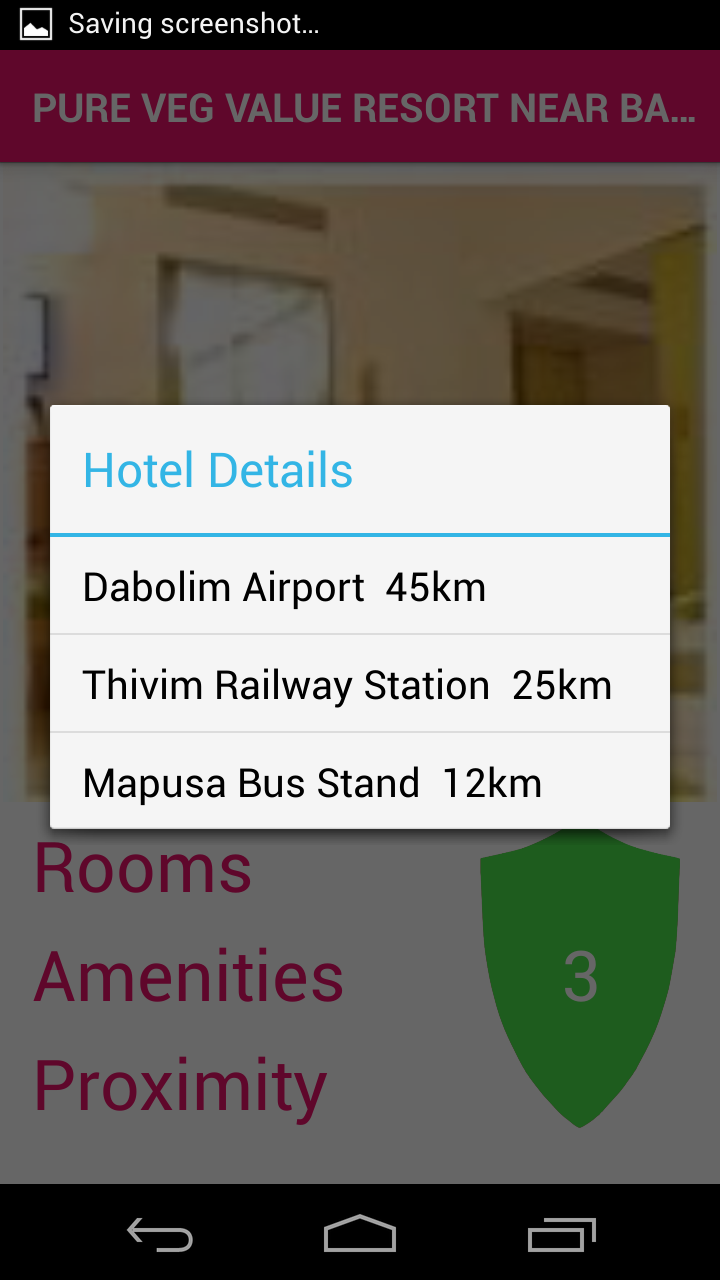 Saving screenshot...
PURE VEG VALUE RESORT NEAR BA...
Hotel Details
Dabolim Airport 45km
Thivim Railway Station 25km
Mapusa Bus Stand 12km
Rooms
Amenities
3
Proximity